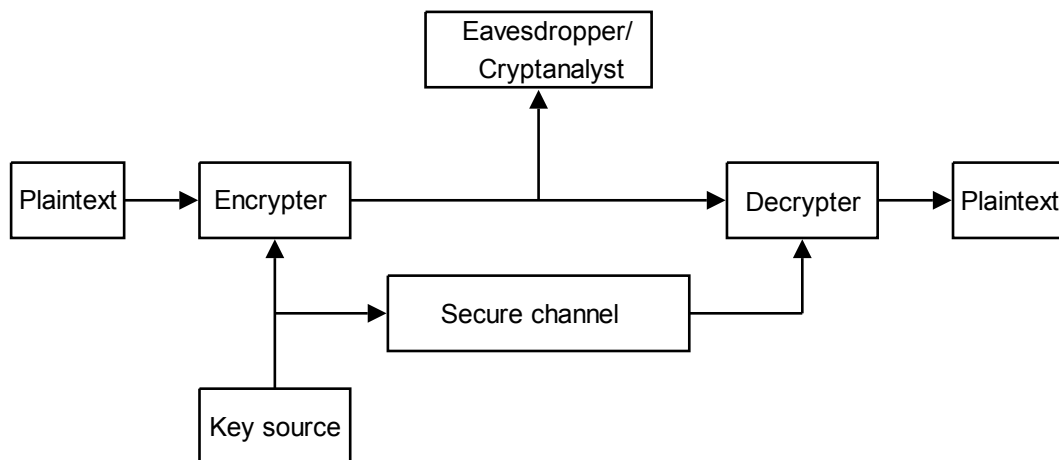 Eavesdropper/
Cryptanalyst
Plaintext
Encrypter
Decrypter
Plaintext
Secure channel
Key source